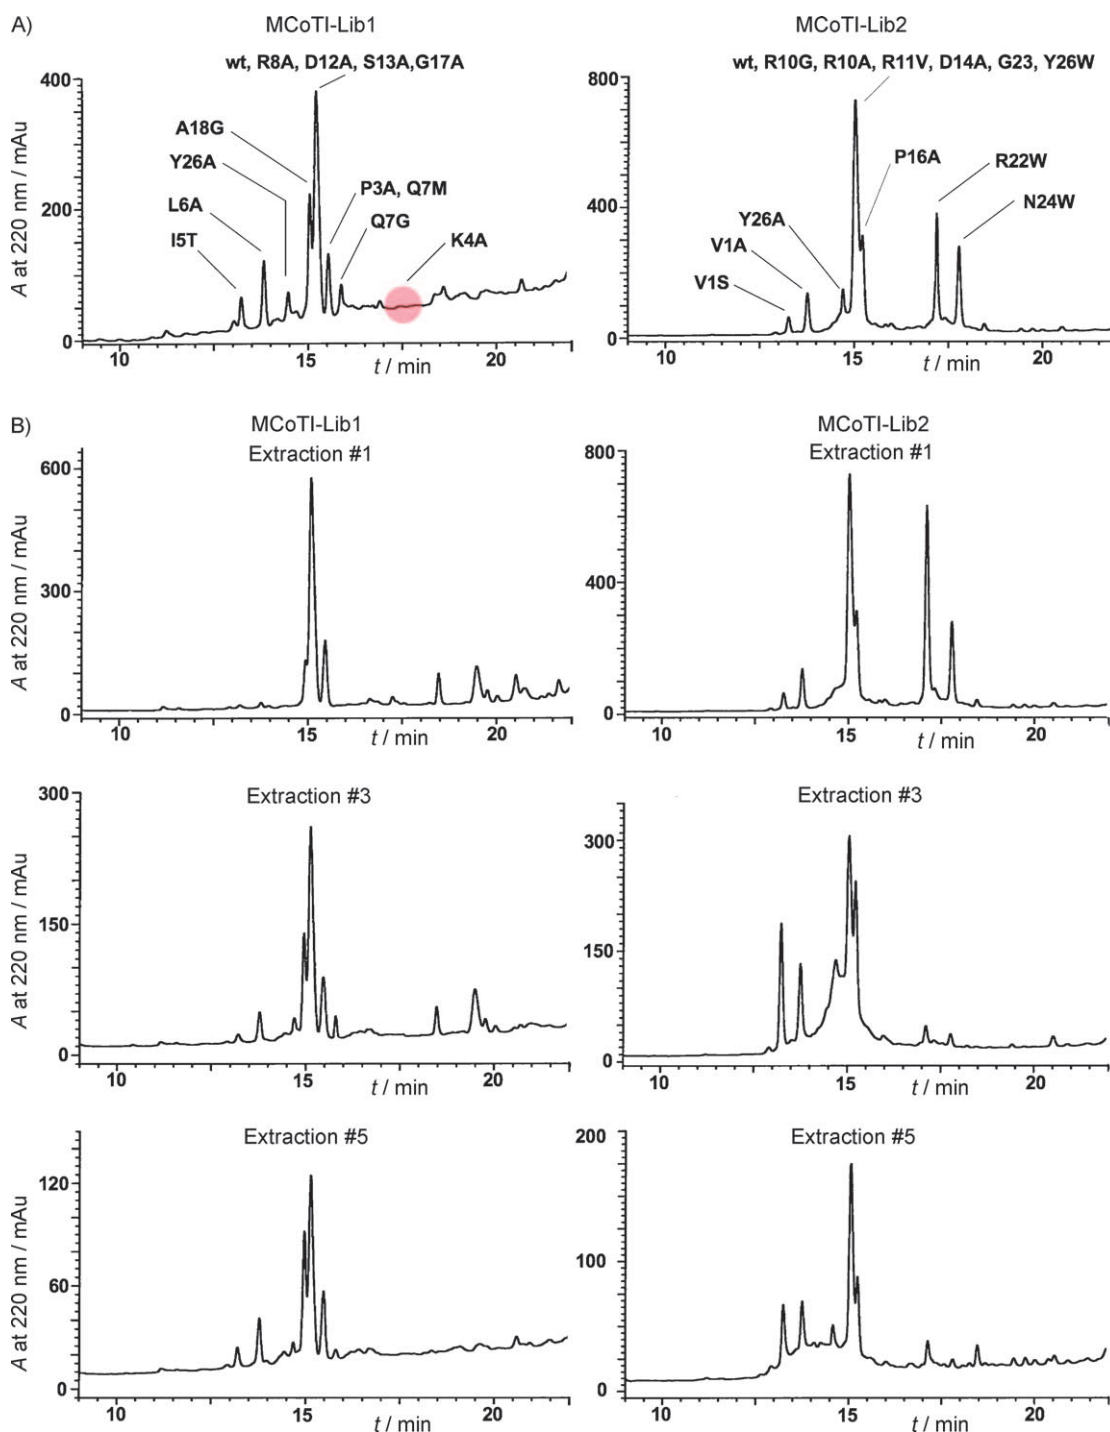 A)
MCoTI-Lib1
wt, R8A, D12A, S13A,G17A
A18G
Y26A
L6A
I5T
P3A, Q7M
Q7G
K4A
A at 220 nm / mAu
400
200
0
10
15
20
t / min
MCoTI-Lib2
wt, R10G, R10A, R11V, D14A, G23, Y26W
P16A
R22W
N24W
Y26A
V1A
V1S
800
400
0
10
15
20
t / min
B)
MCoTI-Lib1
Extraction #1
A at 220 nm / mAu
600
300
0
10
15
20
t / min
MCoTI-Lib2
Extraction #1
800
400
0
10
15
20
t / min
Extraction #3
A at 220 nm / mAu
300
150
0
10
15
20
t / min
Extraction #3
300
150
0
10
15
20
t / min
Extraction #5
A at 220 nm / mAu
120
60
0
10
15
20
t / min
Extraction #5
200
100
0
10
15
20
t / min